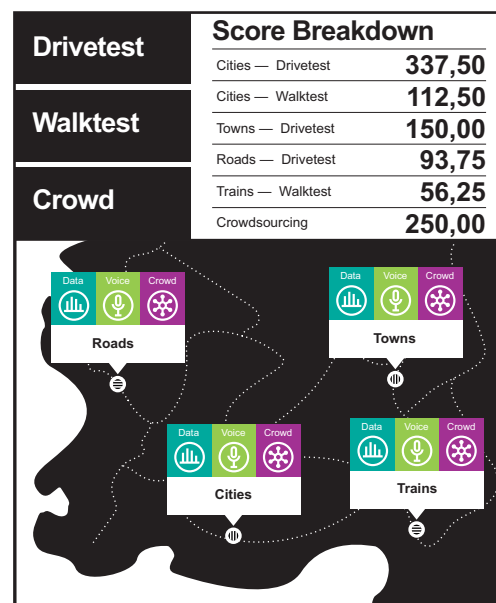 Drivetest
Walktest
Crowd
Score Breakdown
Cities — Drivetest 337,50
Cities — Walktest 112,50
Towns — Drivetest 150,00
Roads — Drivetest 93,75
Trains — Walktest 56,25
Crowdsourcing 250,00
Data Voice Crowd
Roads
Data Voice Crowd
Towns
Data Voice Crowd
Cities
Data Voice Crowd
Trains